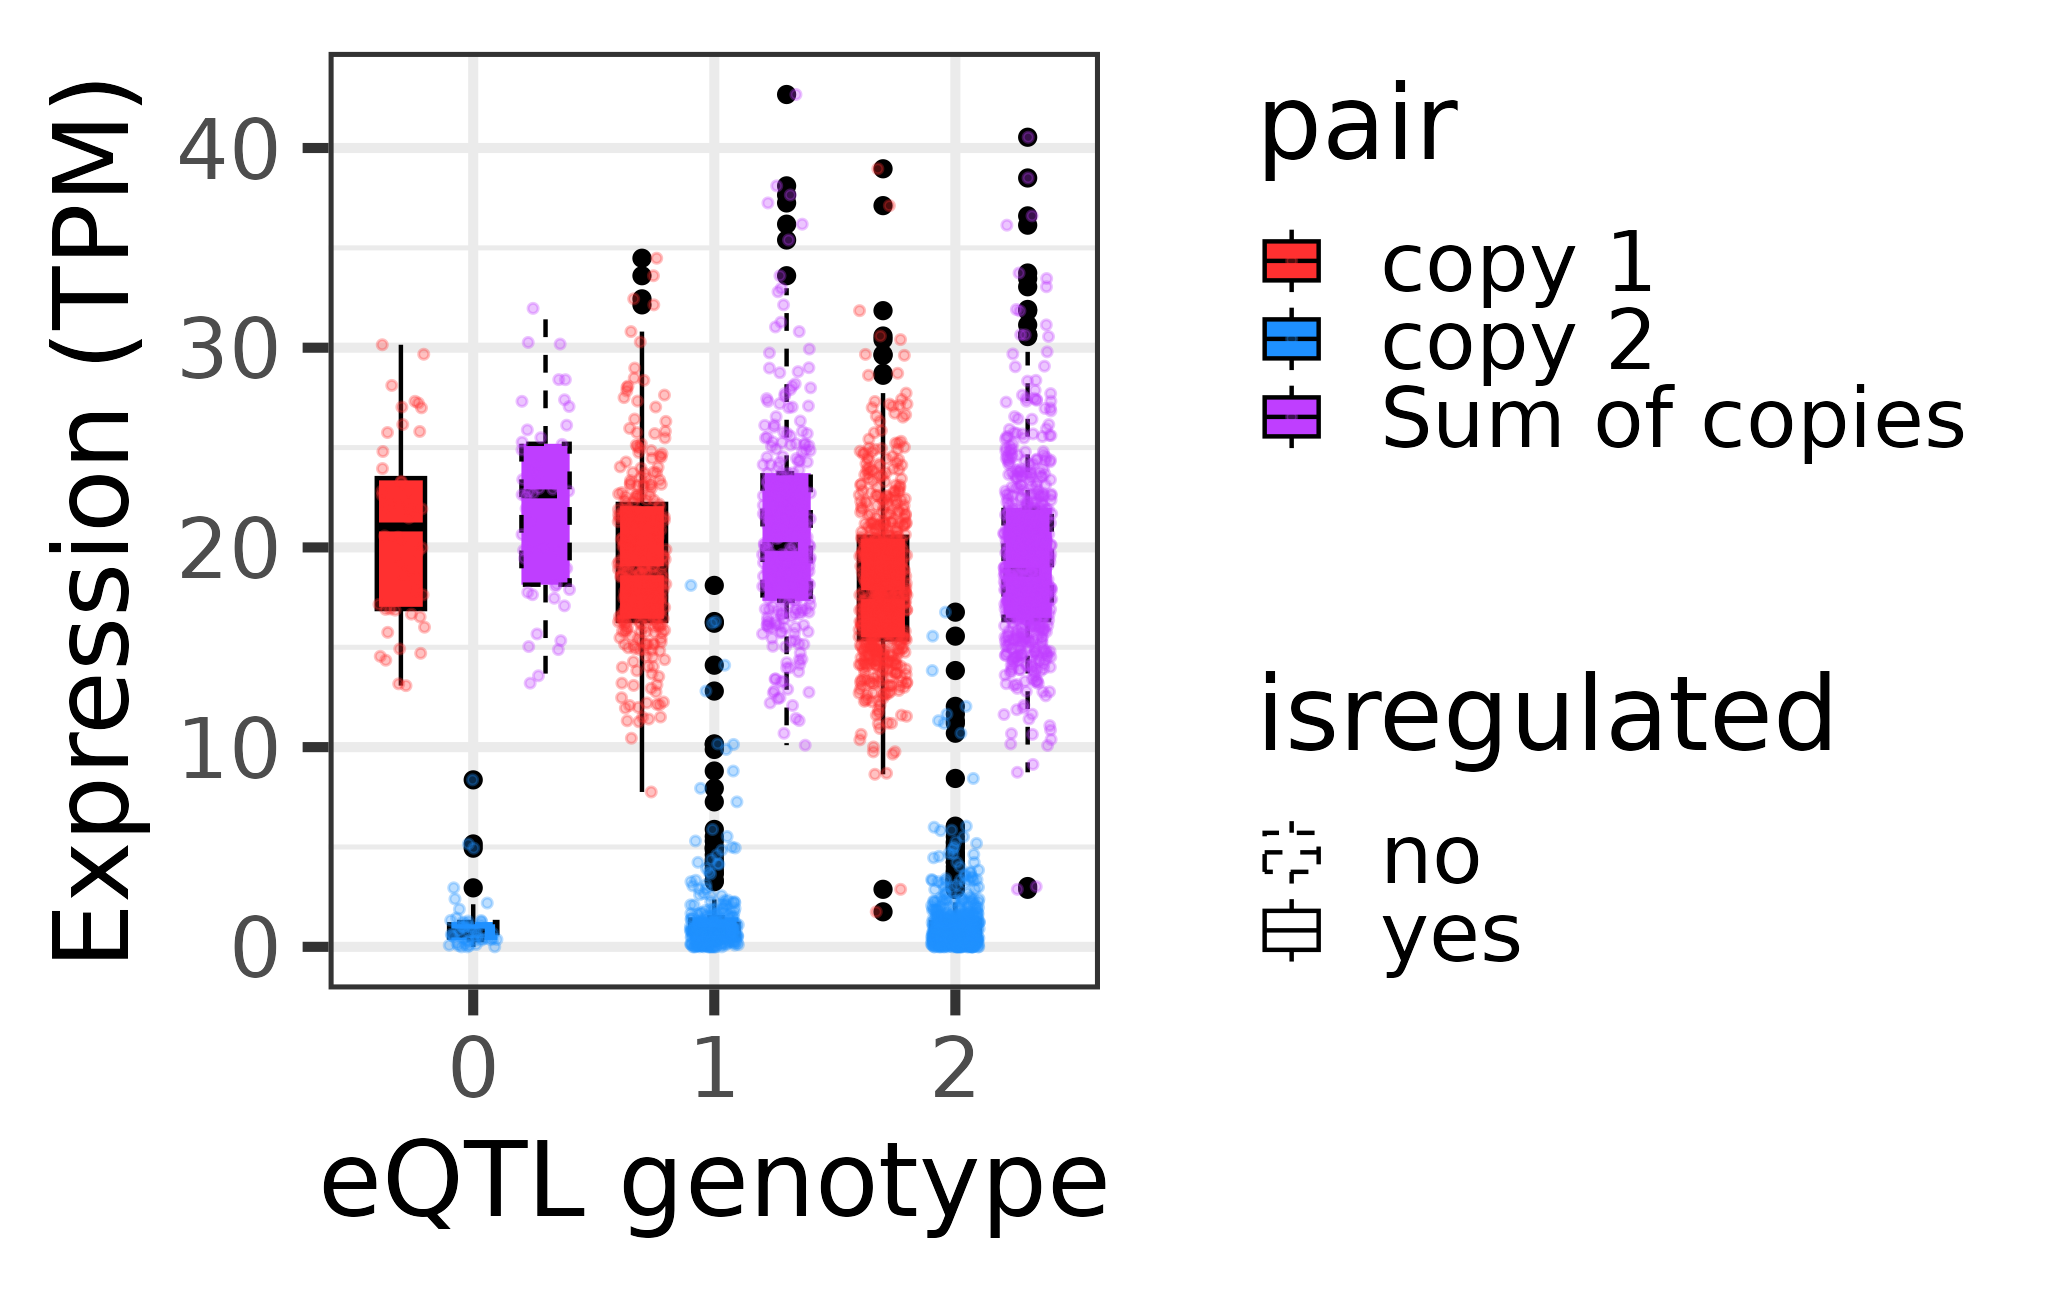 Expression (TPM)
40
30
20
10
0
0 1 2
eQTL genotype
pair
copy 1
copy 2
Sum of copies
isregulated
no
yes